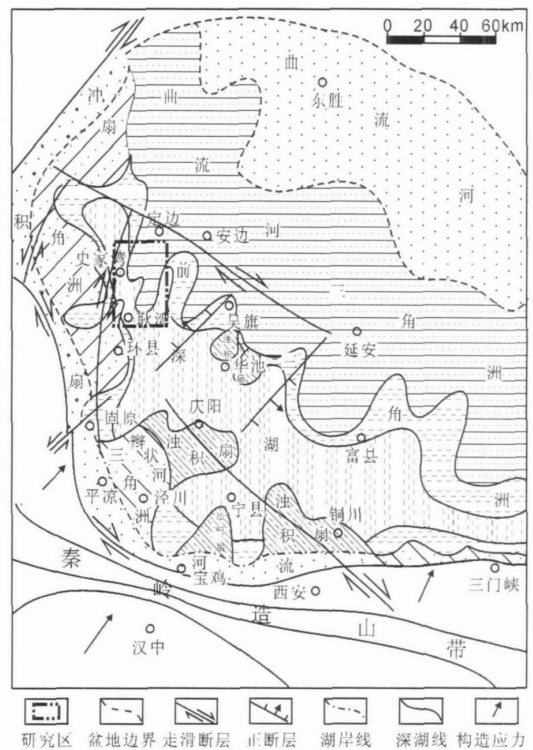 0 20 40 60km
曲
流
河
东胜
冲
积
扇
曲
流
河
三
角
洲
扇
三
角
洲
定边
安边
史家湾
前
耿湾
吴旗
延安
环县
深
湖
华池
庆阳
浊
积
扇
角
洲
富县
固原
辫
状
河
三
角
洲
平凉
泾川
宁县
浊
积
扇
铜川
河
流
宝鸡
西安
三门峡
秦
岭
造
山
带
汉中
研究区 盆地边界 走滑断层 正断层 湖岸线 深湖线 构造应力